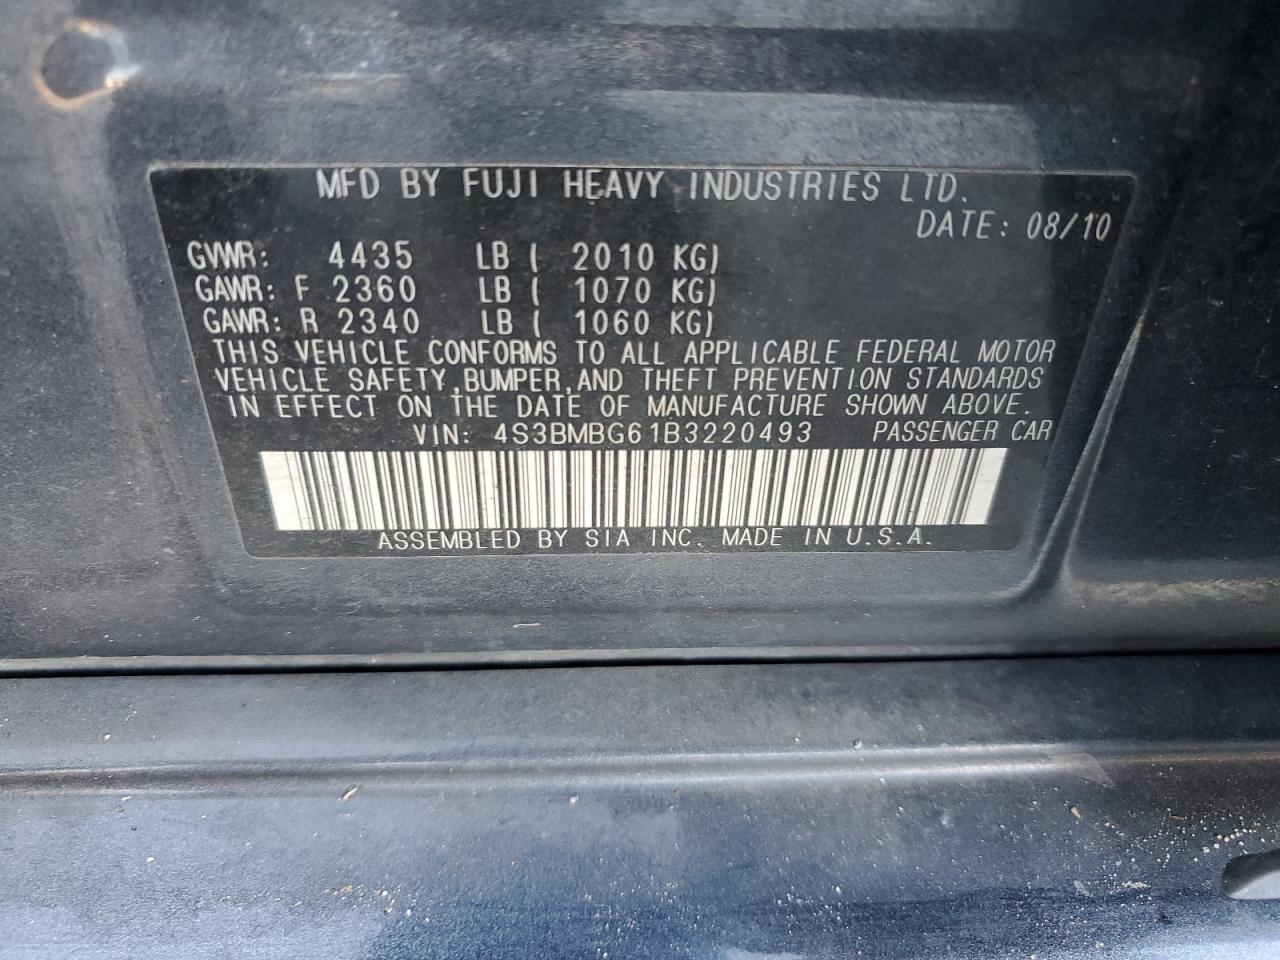 MFD BY FUJI HEAVY INDUSTRIES LTD.
DATE: 08/10
GVWR: 4435 LB ( 2010 KG)
GAWR: F 2360 LB ( 1070 KG)
GAWR: R 2340 LB ( 1060 KG)
THIS VEHICLE CONFORMS TO ALL APPLICABLE FEDERAL MOTOR
VEHICLE SAFETY, BUMPER, AND THEFT PREVENTION STANDARDS
IN EFFECT ON THE DATE OF MANUFACTURE SHOWN ABOVE.
VIN: 4S3BMBG61B3220493 PASSENGER CAR
ASSEMBLED BY SIA INC. MADE IN U.S.A.